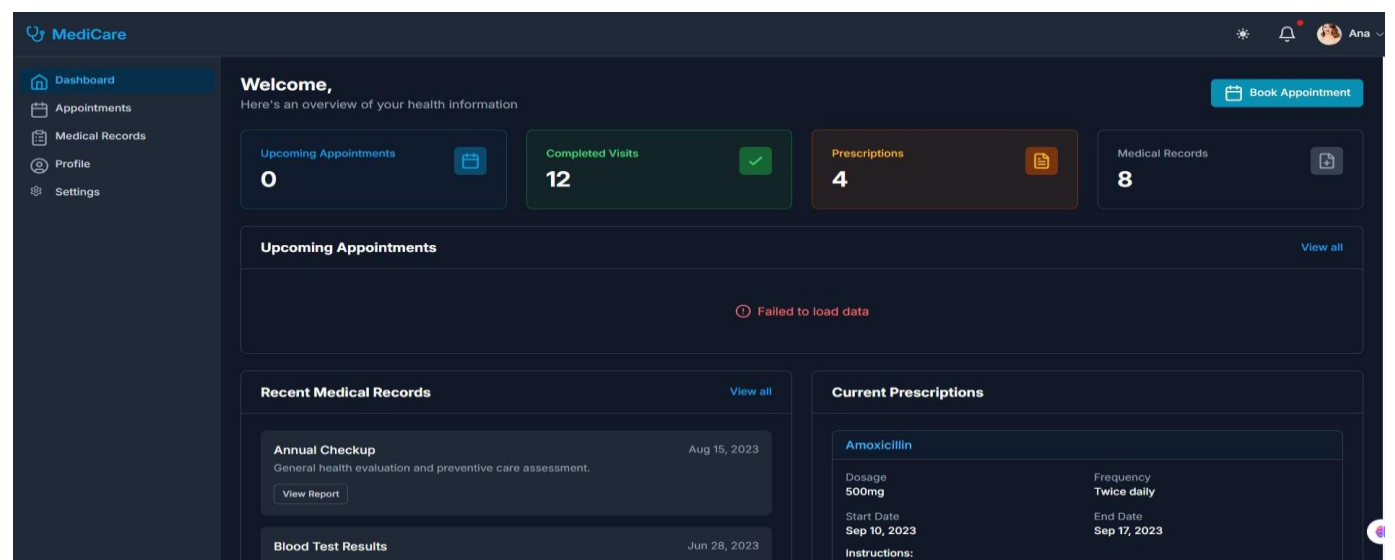 MediCare
Ana
Dashboard
Appointments
Medical Records
Profile
Settings
Welcome,
Here's an overview of your health information
Book Appointment
Upcoming Appointments
0
Completed Visits
12
Prescriptions
4
Medical Records
8
Upcoming Appointments
View all
Failed to load data
Recent Medical Records
View all
Annual Checkup
Aug 15, 2023
General health evaluation and preventive care assessment.
View Report
Blood Test Results
Jun 28, 2023
Current Prescriptions
Amoxicillin
Dosage
500mg
Frequency
Twice daily
Start Date
Sep 10, 2023
End Date
Sep 17, 2023
Instructions: